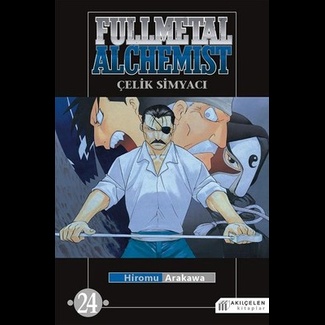 FULLMETAL
ALCHEMIST
ÇELİK SİMYACI
Hiromu Arakawa
24
AKILÇELEN
kitaplar